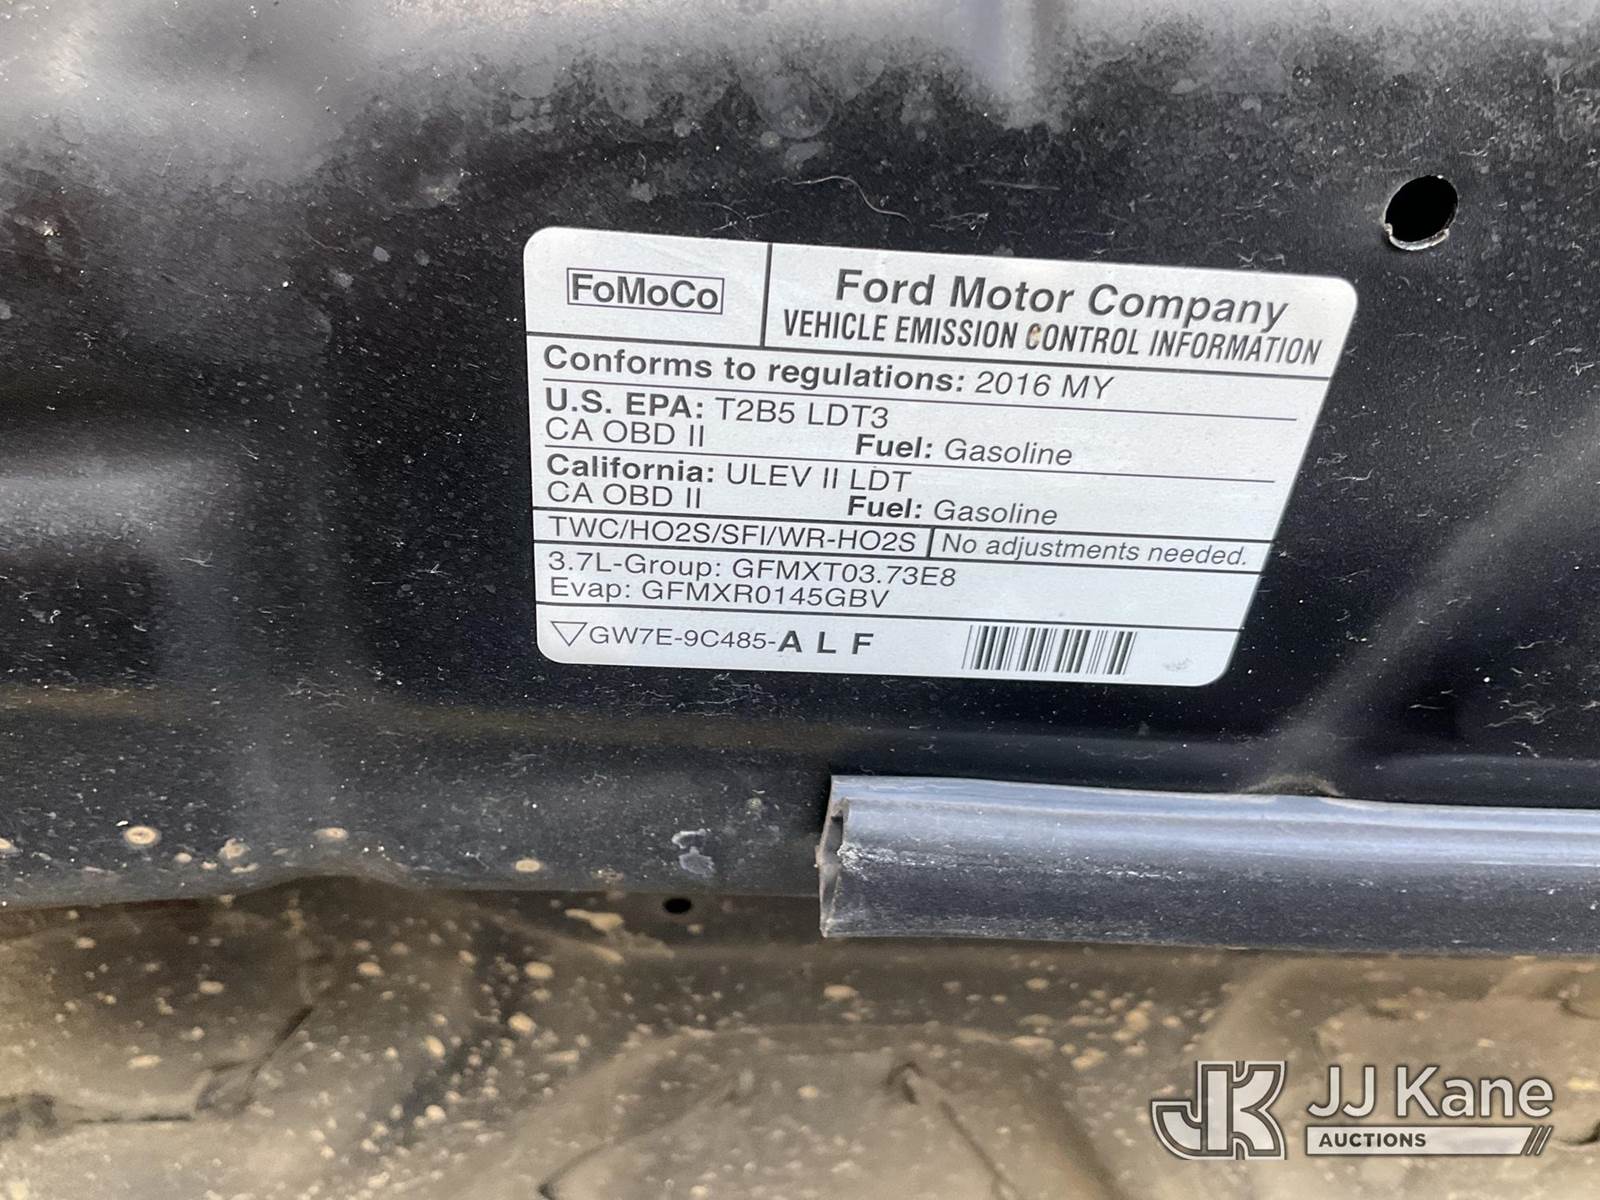 FoMoCo
Ford Motor Company
VEHICLE EMISSION CONTROL INFORMATION
Conforms to regulations: 2016 MY
U.S. EPA: T2B5 LDT3
CA OBD II Fuel: Gasoline
California: ULEV II LDT
CA OBD II Fuel: Gasoline
TWC/HO2S/SFI/WR-HO2S No adjustments needed.
3.7L-Group: GFMXT03.73E8
Evap: GFMXR0145GBV
GW7E-9C485-ALF
JK JJ Kane
AUCTIONS